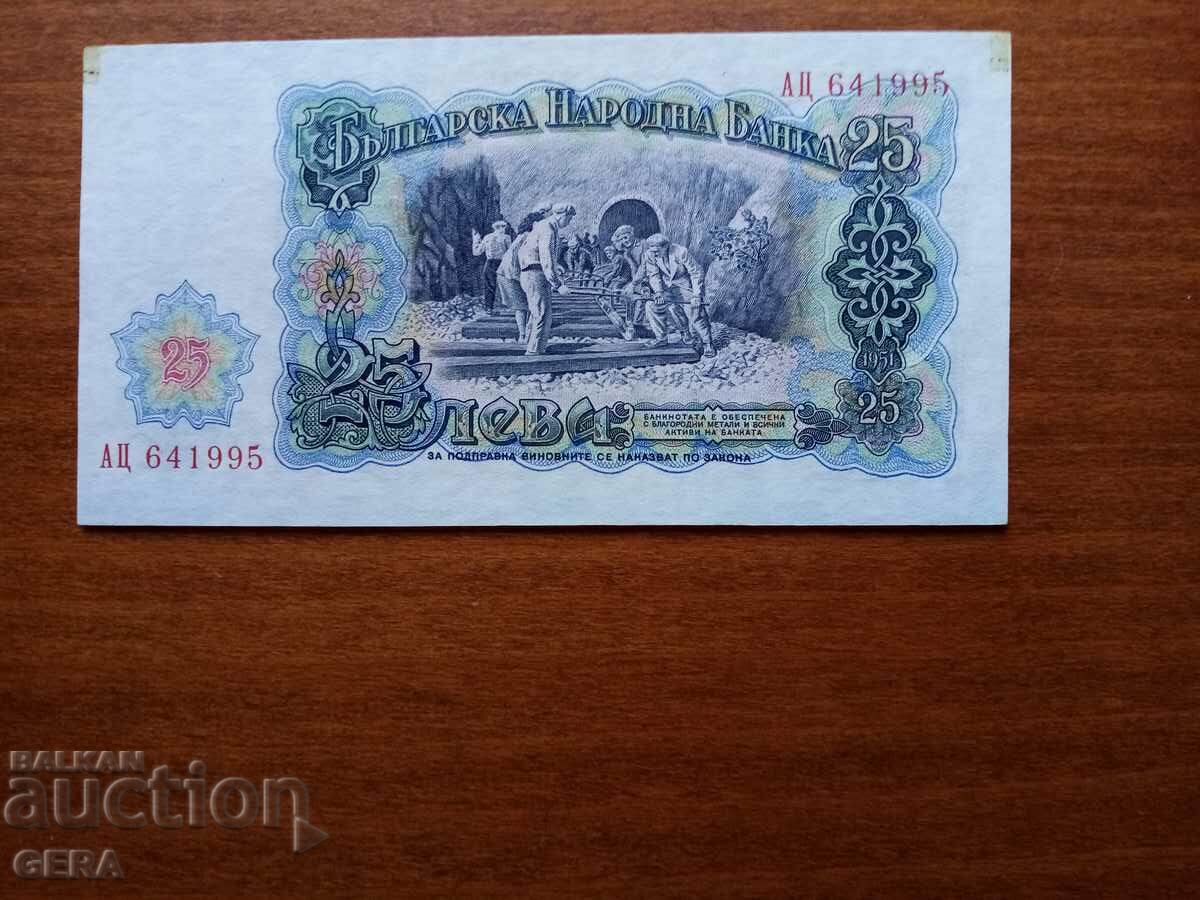 АЦ 641995
БЪЛГАРСКА НАРОДНА БАНКА
25
25
1951
25
25 ЛЕВА
БАНКНОТАТА Е ОБЕЗПЕЧЕНА
С БЛАГОРОДНИ МЕТАЛИ И ВСИЧКИ
АКТИВИ НА БАНКАТА
ЗА ПОДПРАВКА ВИНОВНИТЕ СЕ НАКАЗВАТ ПО ЗАКОНА
АЦ 641995
BALKAN
auction
GERA